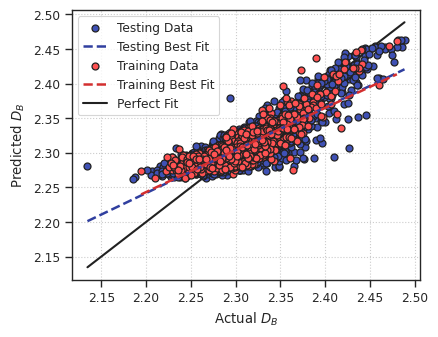 Testing Data
Testing Best Fit
Training Data
Training Best Fit
Perfect Fit
2.50
2.45
2.40
2.35
2.30
2.25
2.20
2.15
Predicted D_B
2.15 2.20 2.25 2.30 2.35 2.40 2.45 2.50
Actual D_B